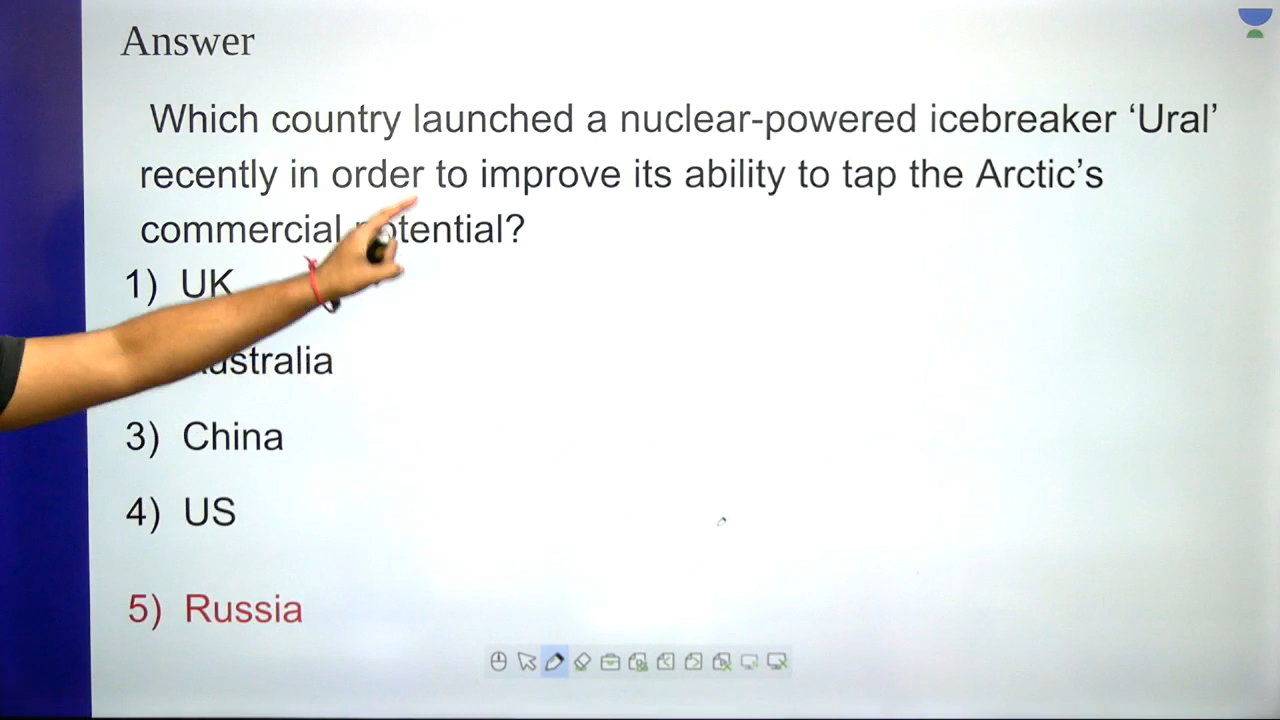 Answer
Which country launched a nuclear-powered icebreaker ‘Ural’
recently in order to improve its ability to tap the Arctic’s
commercial potential?
1) UK
Australia
3) China
4) US
5) Russia